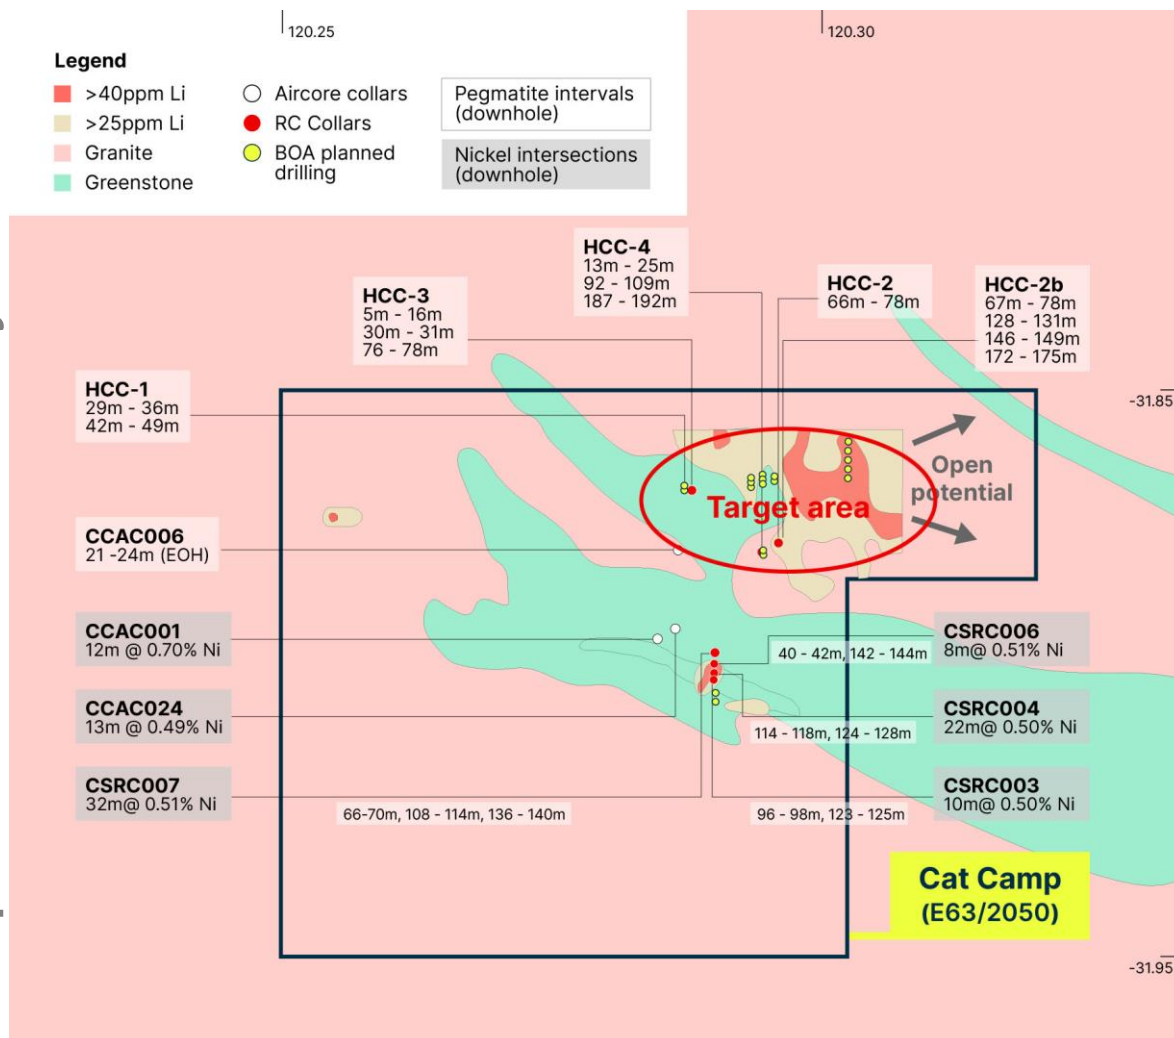 120.25
120.30
Legend
>40ppm Li
>25ppm Li
Granite
Greenstone
Aircore collars
RC Collars
BOA planned
drilling
Pegmatite intervals
(downhole)
Nickel intersections
(downhole)
HCC-4
13m - 25m
92 - 109m
187 - 192m
HCC-2
66m - 78m
HCC-2b
67m - 78m
128 - 131m
146 - 149m
172 - 175m
HCC-3
5m - 16m
30m - 31m
76 - 78m
HCC-1
29m - 36m
42m - 49m
-31.85
Open
potential
Target area
CCAC006
21 -24m (EOH)
CCAC001
12m @ 0.70% Ni
CSRC006
8m@ 0.51% Ni
40 - 42m, 142 - 144m
CCAC024
13m @ 0.49% Ni
CSRC004
22m@ 0.50% Ni
114 - 118m, 124 - 128m
CSRC007
32m@ 0.51% Ni
66-70m, 108 - 114m, 136 - 140m
CSRC003
10m@ 0.50% Ni
96 - 98m, 123 - 125m
Cat Camp
(E63/2050)
-31.95